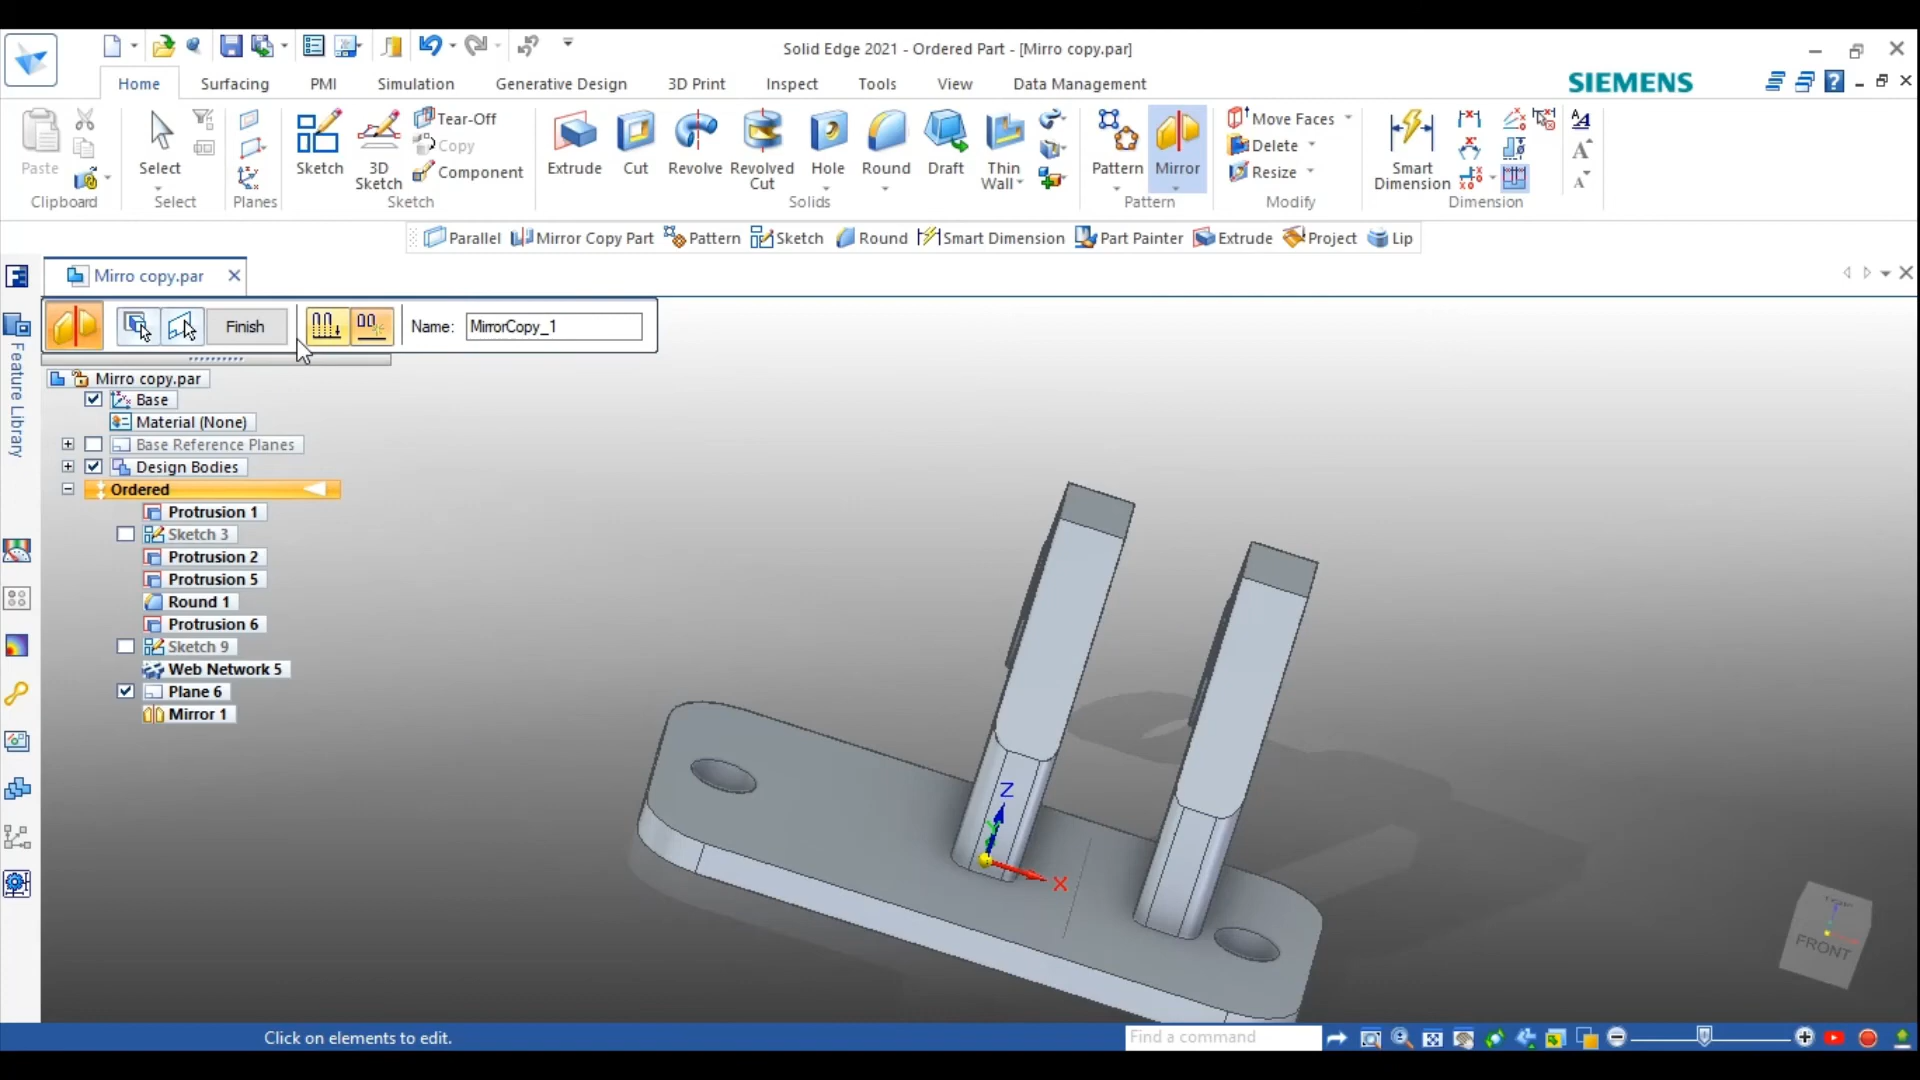 Solid Edge 2021 - Ordered Part - [Mirro copy.par]
Home Surfacing PMI Simulation Generative Design 3D Print Inspect Tools View Data Management
SIEMENS
Paste
Clipboard
Select
Select
Planes
Sketch
3D Sketch
Tear-Off
Copy
Component
Sketch
Extrude
Cut
Revolve
Revolved Cut
Hole
Round
Draft
Thin Wall
Solids
Pattern
Mirror
Pattern
Move Faces
Delete
Resize
Modify
Smart Dimension
Dimension
Parallel Mirror Copy Part Pattern Sketch Round Smart Dimension Part Painter Extrude Project Lip
Mirro copy.par
Finish
Name: MirrorCopy_1
Feature Library
Mirro copy.par
Base
Material (None)
Base Reference Planes
Design Bodies
Ordered
Protrusion 1
Sketch 3
Protrusion 2
Protrusion 5
Round 1
Protrusion 6
Sketch 9
Web Network 5
Plane 6
Mirror 1
Z
Y
X
FRONT
Click on elements to edit.
Find a command